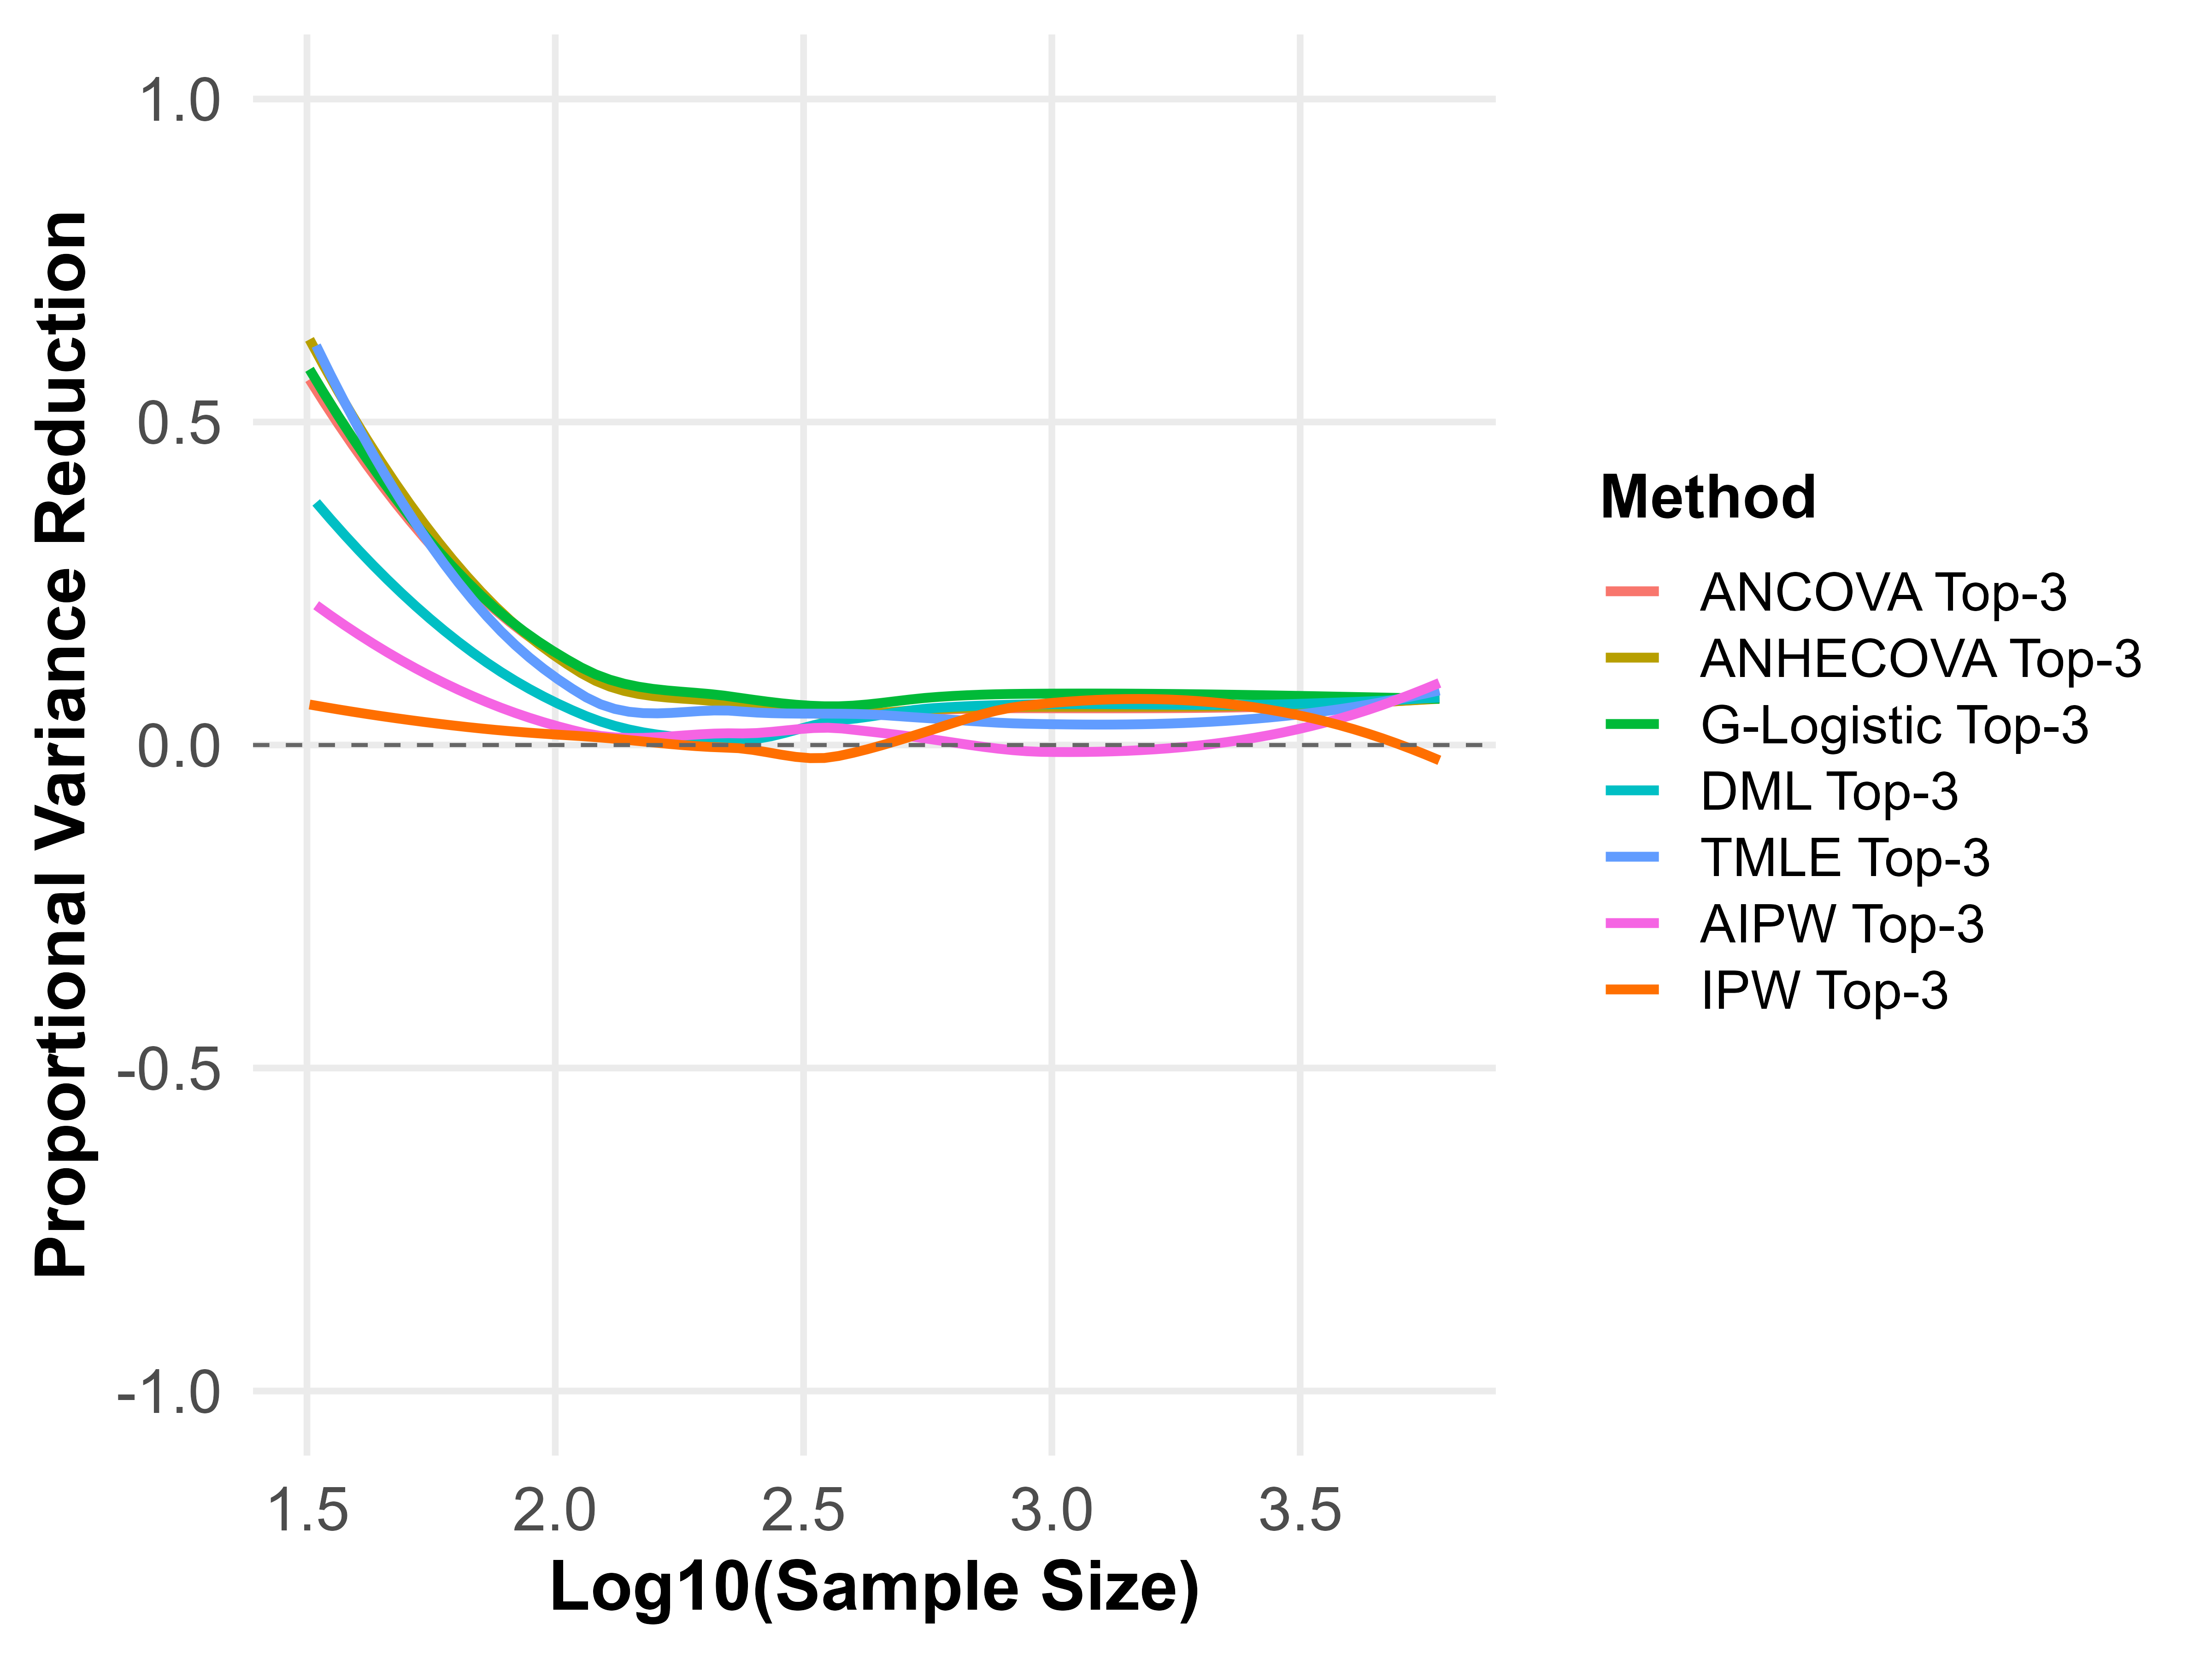 Proportional Variance Reduction
1.0
0.5
0.0
-0.5
-1.0
1.5 2.0 2.5 3.0 3.5
Log10(Sample Size)
Method
ANCOVA Top-3
ANHECOVA Top-3
G-Logistic Top-3
DML Top-3
TMLE Top-3
AIPW Top-3
IPW Top-3